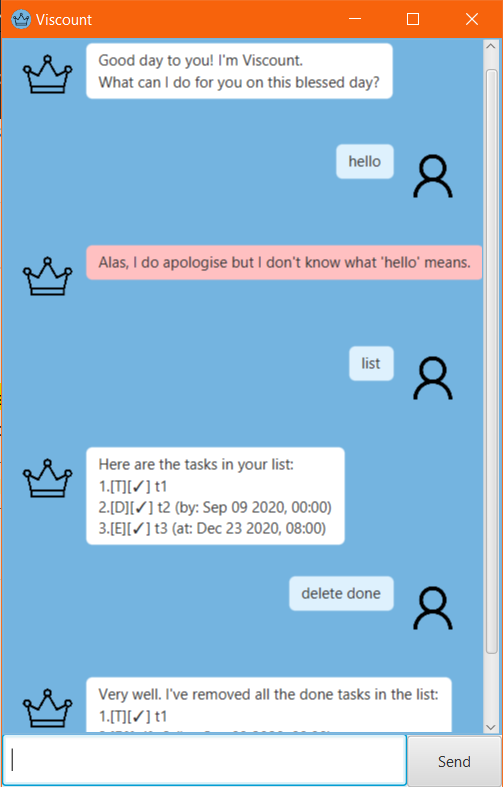 Viscount
Good day to you! I'm Viscount.
What can I do for you on this blessed day?
hello
Alas, I do apologise but I don't know what 'hello' means.
list
Here are the tasks in your list:
1.[T][✓] t1
2.[D][✓] t2 (by: Sep 09 2020, 00:00)
3.[E][✓] t3 (at: Dec 23 2020, 08:00)
delete done
Very well. I've removed all the done tasks in the list:
1.[T][✓] t1
Send